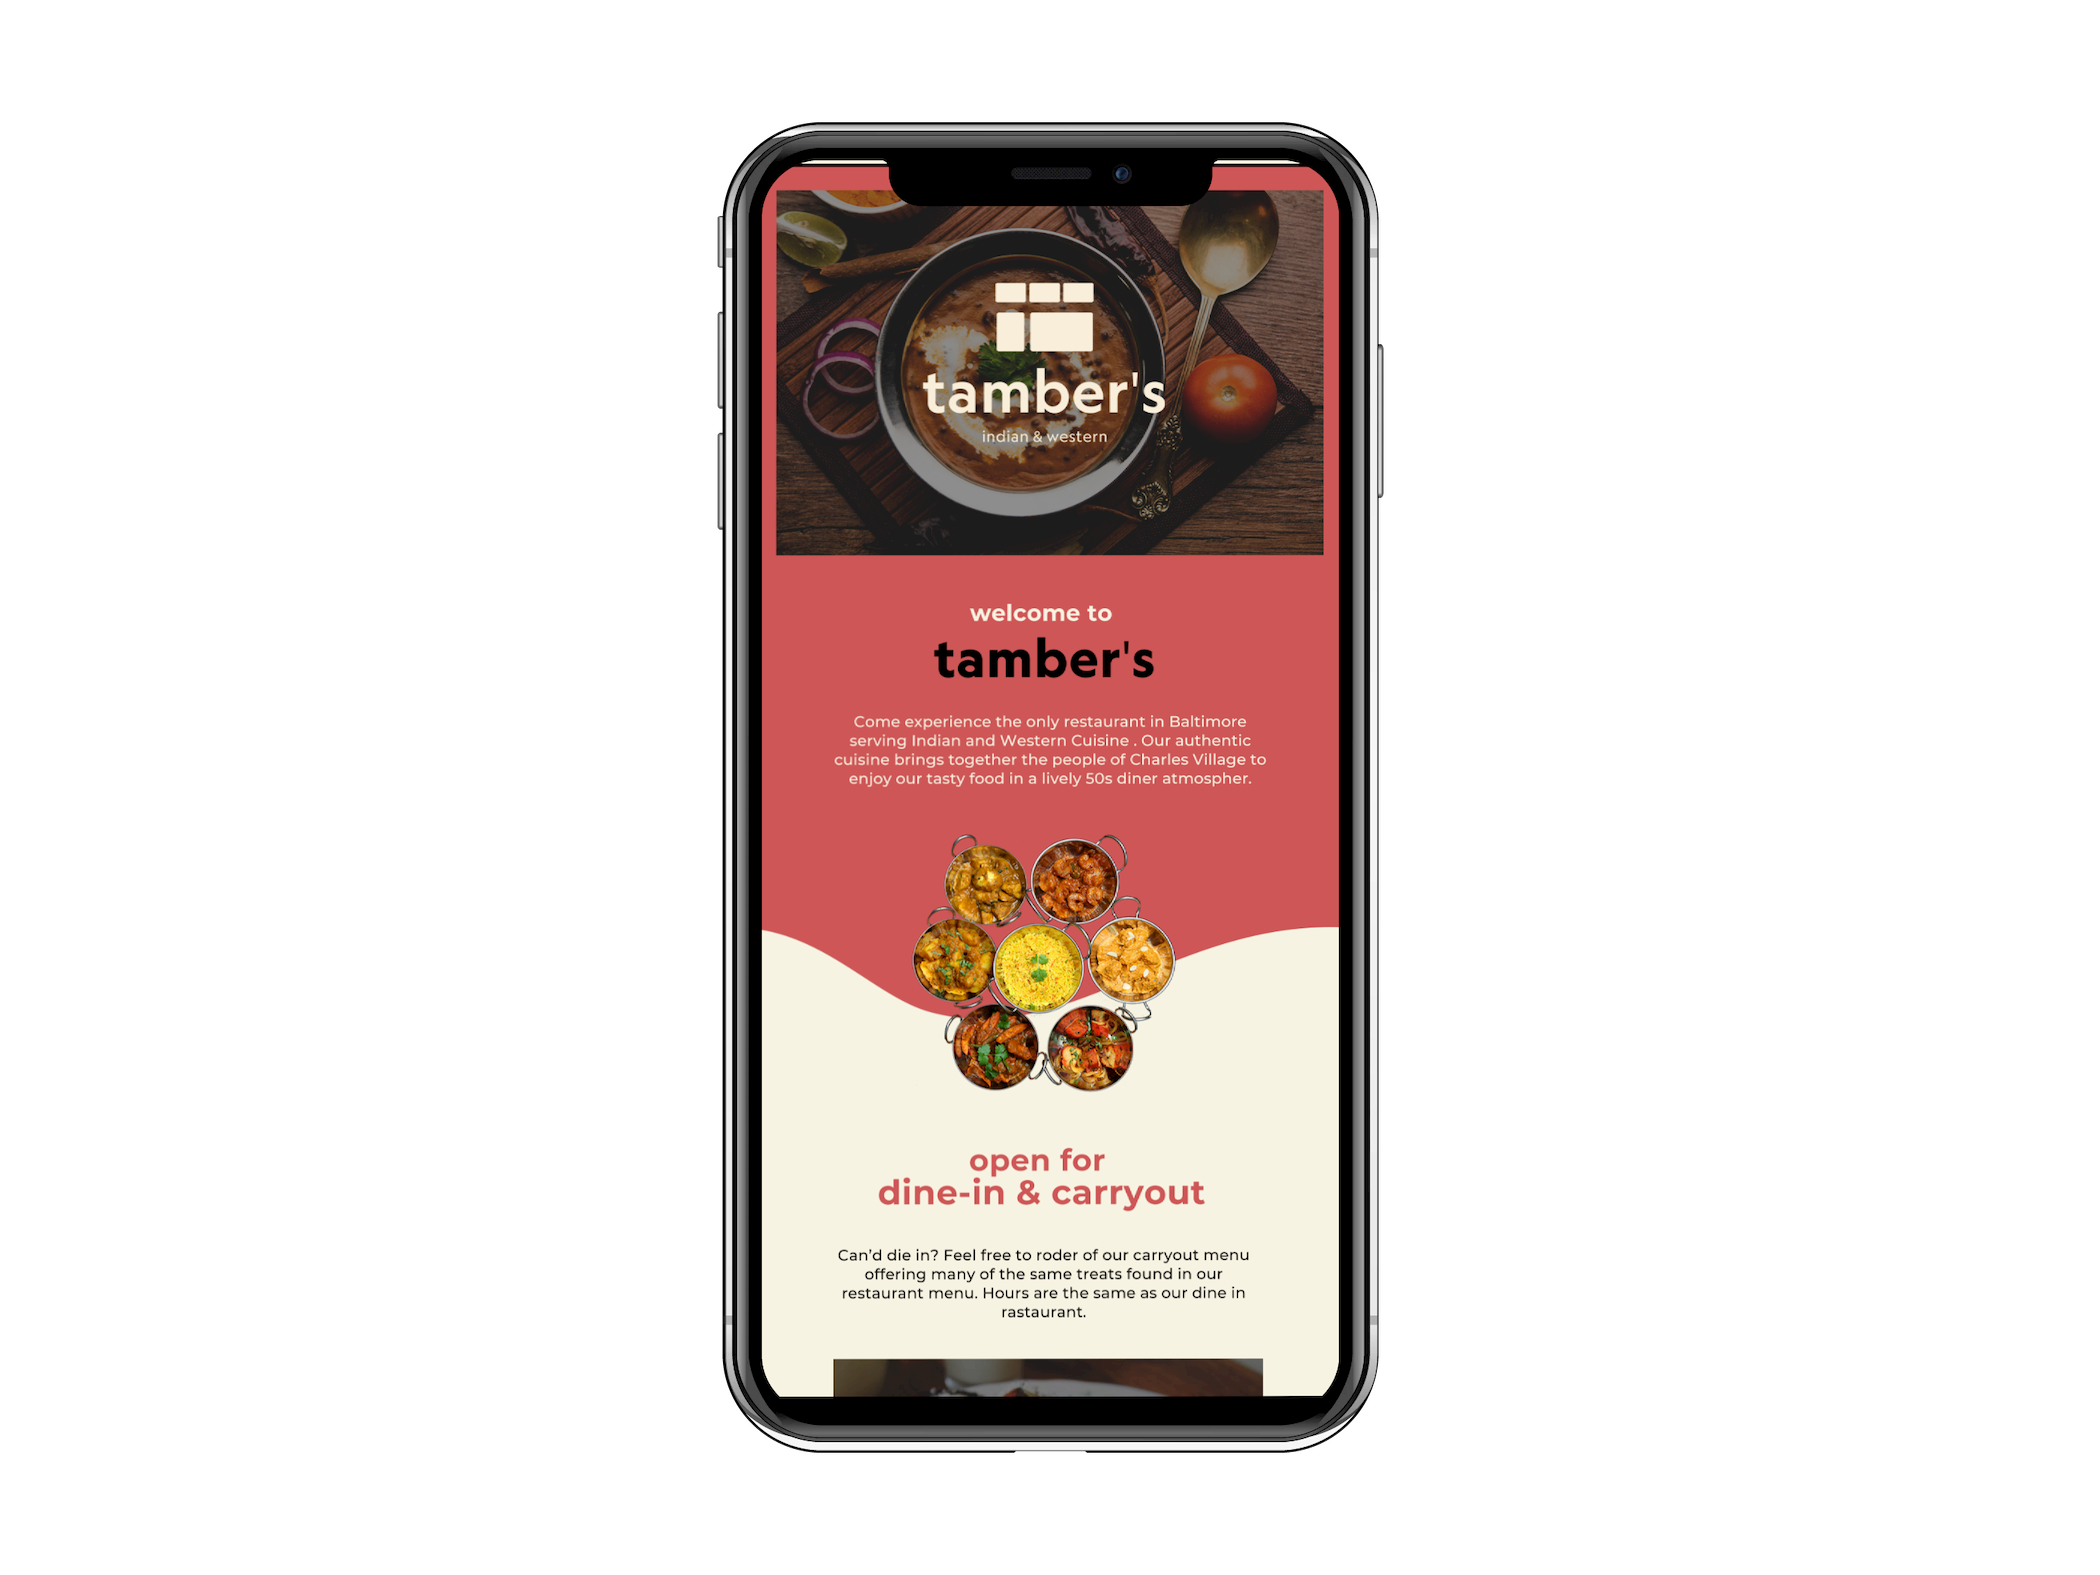 tamber's
indian & western
welcome to
tamber's
Come experience the only restaurant in Baltimore
serving Indian and Western Cuisine . Our authentic
cuisine brings together the people of Charles Village to
enjoy our tasty food in a lively 50s diner atmospher.
open for
dine-in & carryout
Can'd die in? Feel free to roder of our carryout menu
offering many of the same treats found in our
restaurant menu. Hours are the same as our dine in
rastaurant.